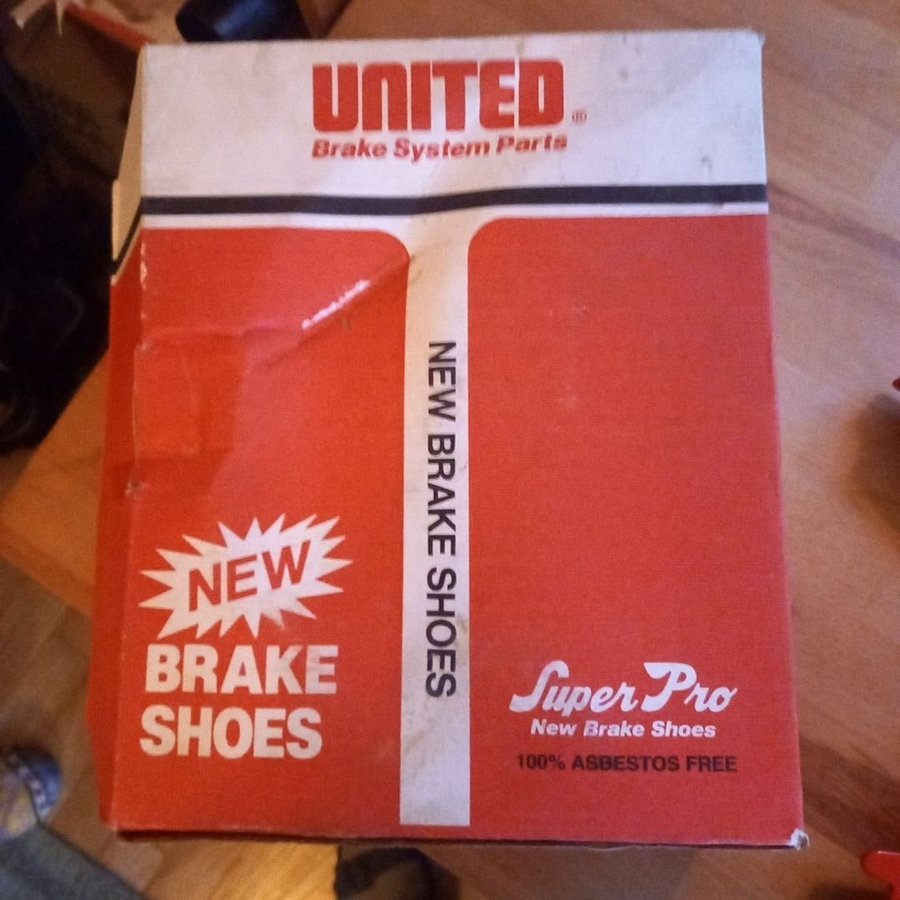 UNITED ®
Brake System Parts
NEW BRAKE SHOES
NEW
BRAKE
SHOES
Super Pro
New Brake Shoes
100% ASBESTOS FREE